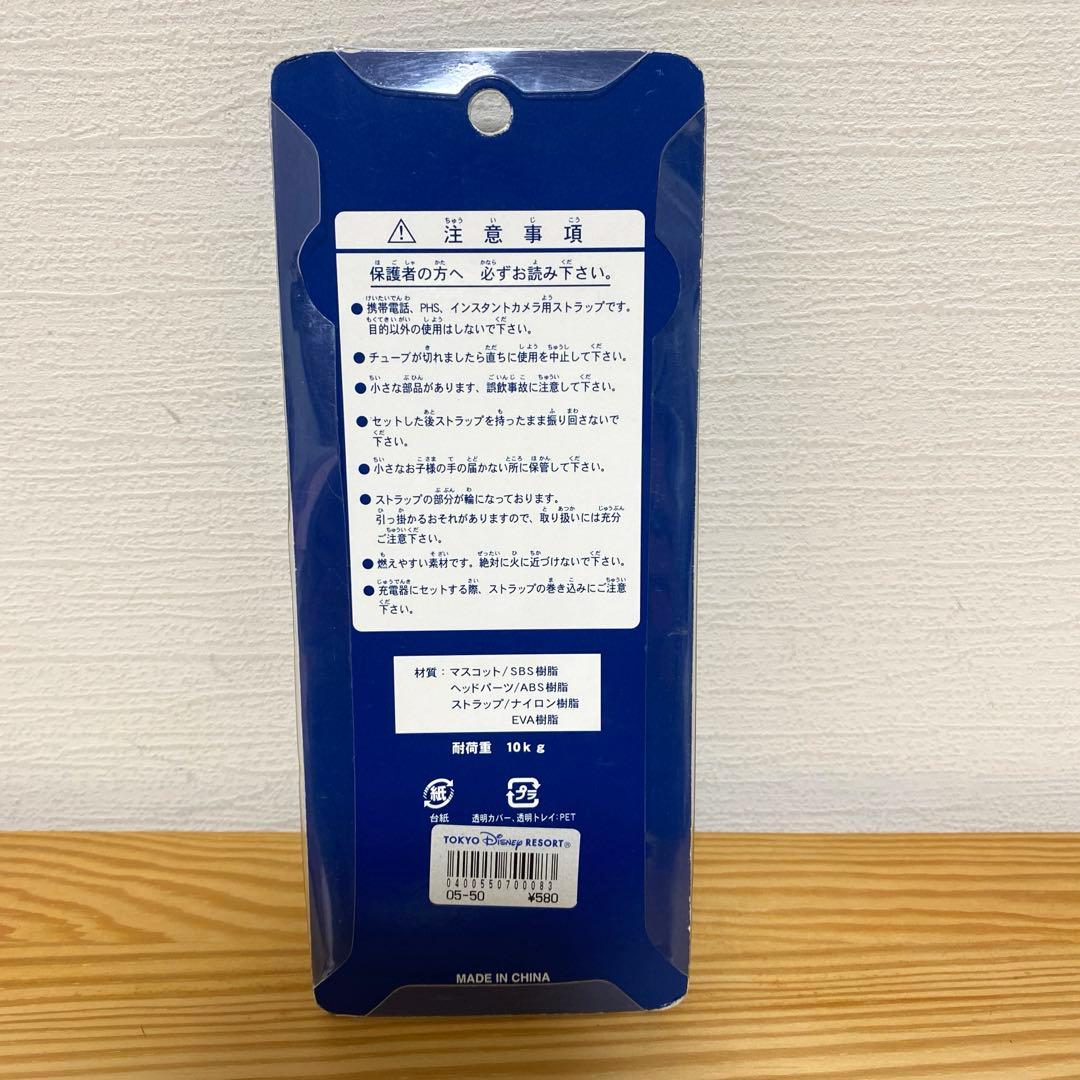 ⚠ 注意事項
保護者の方へ 必ずお読み下さい。
●携帯電話、PHS、インスタントカメラ用ストラップです。
目的以外の使用はしないで下さい。
●チューブが切れましたら直ちに使用を中止して下さい。
●小さな部品があります、誤飲事故に注意して下さい。
●セットした後ストラップを持ったまま振り回さないで
下さい。
●小さなお子様の手の届かない所に保管して下さい。
●ストラップの部分が輪になっております。
引っ掛かるおそれがありますので、取り扱いには充分
ご注意下さい。
●燃えやすい素材です。絶対に火に近づけないで下さい。
●充電器にセットする際、ストラップの巻き込みにご注意
下さい。
材質：マスコット/SBS樹脂
ヘッドパーツ/ABS樹脂
ストラップ/ナイロン樹脂
EVA樹脂
耐荷重 10kg
紙 プラ
台紙 透明カバー、透明トレイ：PET
TOKYO Disney RESORT®
0400550700083
05-50 ¥580
MADE IN CHINA